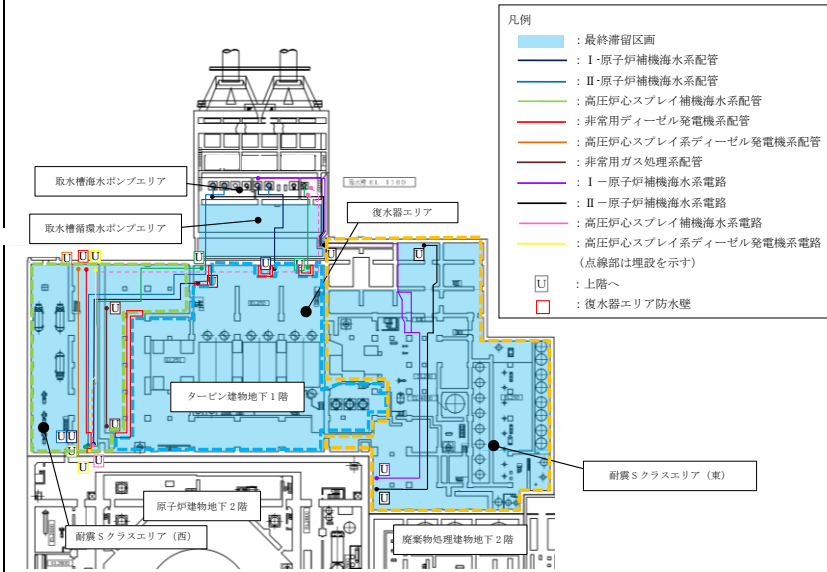 凡例
：最終滞留区画
：Ⅰ-原子炉補機海水系配管
：Ⅱ-原子炉補機海水系配管
：高圧炉心スプレイ補機海水系配管
：非常用ディーゼル発電機系配管
：高圧炉心スプレイ系ディーゼル発電機系配管
：非常用ガス処理系配管
：Ⅰ－原子炉補機海水系電路
：Ⅱ－原子炉補機海水系電路
：高圧炉心スプレイ補機海水系電路
：高圧炉心スプレイ系ディーゼル発電機系電路
（点線部は埋設を示す）
U ：上階へ
：復水器エリア防水壁
取水槽海水ポンプエリア
取水槽循環水ポンプエリア
復水器エリア
U U U
U
U
U
U
U
タービン建物地下1階
U
U U
U
U
U
U
U
耐震Sクラスエリア（東）
原子炉建物地下2階
耐震Sクラスエリア（西）
廃棄物処理建物地下2階